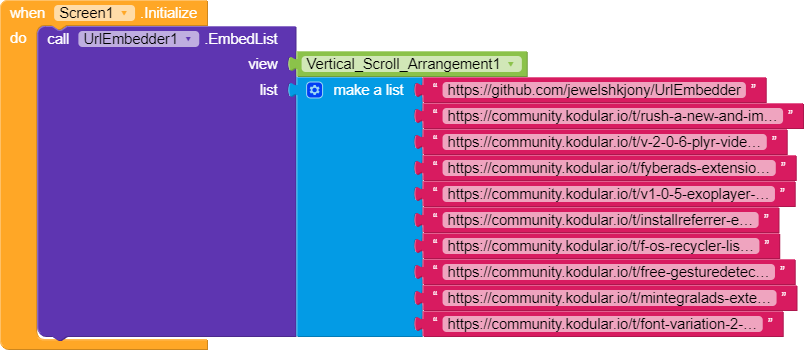 when Screen1 .Initialize
do call UrlEmbedder1 .EmbedList
view Vertical_Scroll_Arrangement1
list make a list “ https://github.com/jewelshkjony/UrlEmbedder ”
“ https://community.kodular.io/t/rush-a-new-and-im… ”
“ https://community.kodular.io/t/v-2-0-6-plyr-vide… ”
“ https://community.kodular.io/t/fyberads-extensio… ”
“ https://community.kodular.io/t/v1-0-5-exoplayer-… ”
“ https://community.kodular.io/t/installreferrer-e… ”
“ https://community.kodular.io/t/f-os-recycler-lis… ”
“ https://community.kodular.io/t/free-gesturedetec… ”
“ https://community.kodular.io/t/mintegralads-exte… ”
“ https://community.kodular.io/t/font-variation-2-… ”